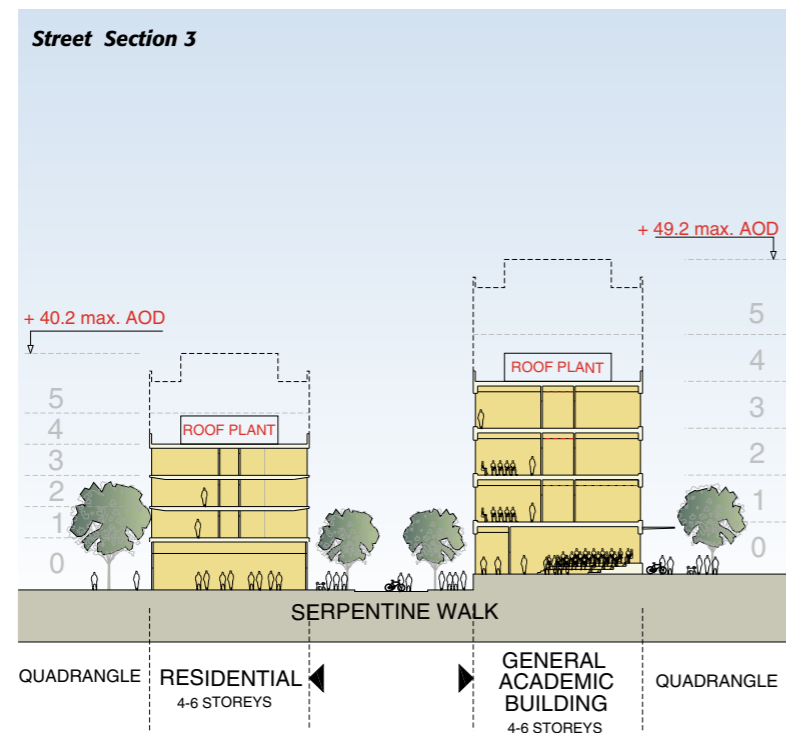 Street Section 3
+ 49.2 max. AOD
+ 40.2 max. AOD
5
4
3
2
1
0
5
4
3
2
1
0
ROOF PLANT
ROOF PLANT
SERPENTINE WALK
QUADRANGLE
RESIDENTIAL
4-6 STOREYS
GENERAL
ACADEMIC
BUILDING
4-6 STOREYS
QUADRANGLE